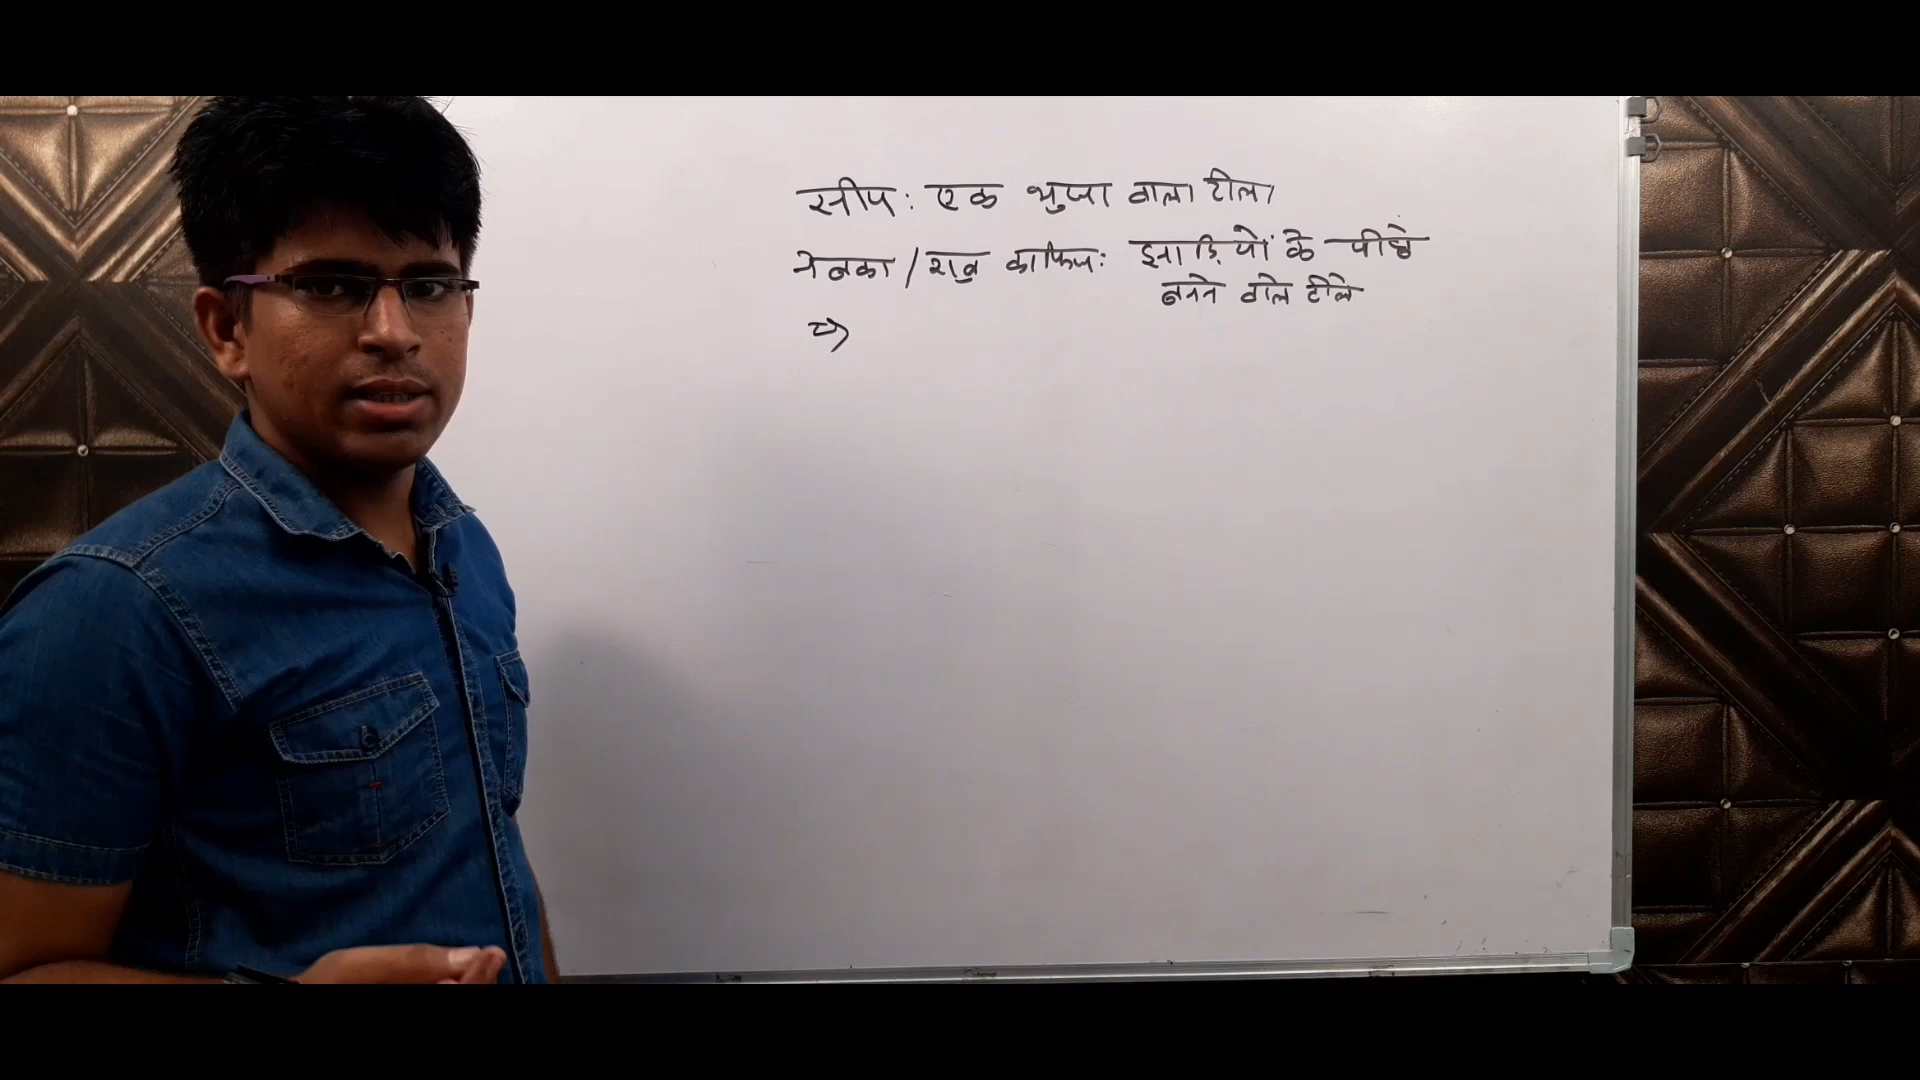 सीप: एक भुजा वाला टीला
नेबका / शब्र काफिज: झाड़ियों के पीछे
बनने वाले टीले
⇒